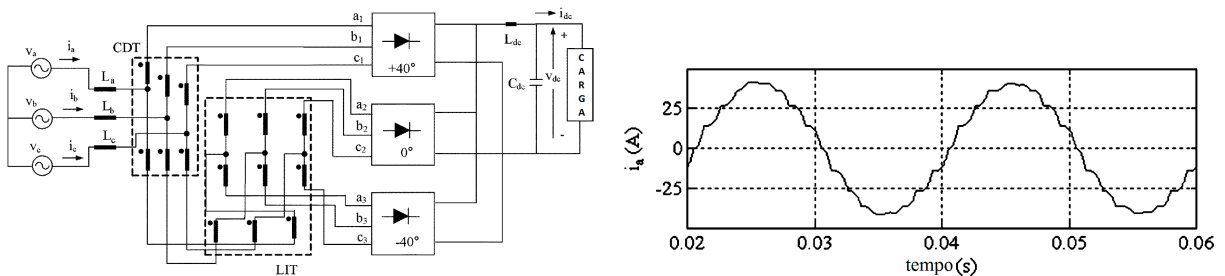 CDT
v_a
i_a
L_a
v_b
i_b
L_b
v_c
i_c
L_c
a_1
b_1
c_1
+40°
a_2
b_2
c_2
0°
a_3
b_3
c_3
-40°
LIT
i_dc
L_dc
C_dc
v_dc
+
-
CARGA
i_a (A)
25
0
-25
0.02
0.03
0.04
0.05
0.06
tempo(s)